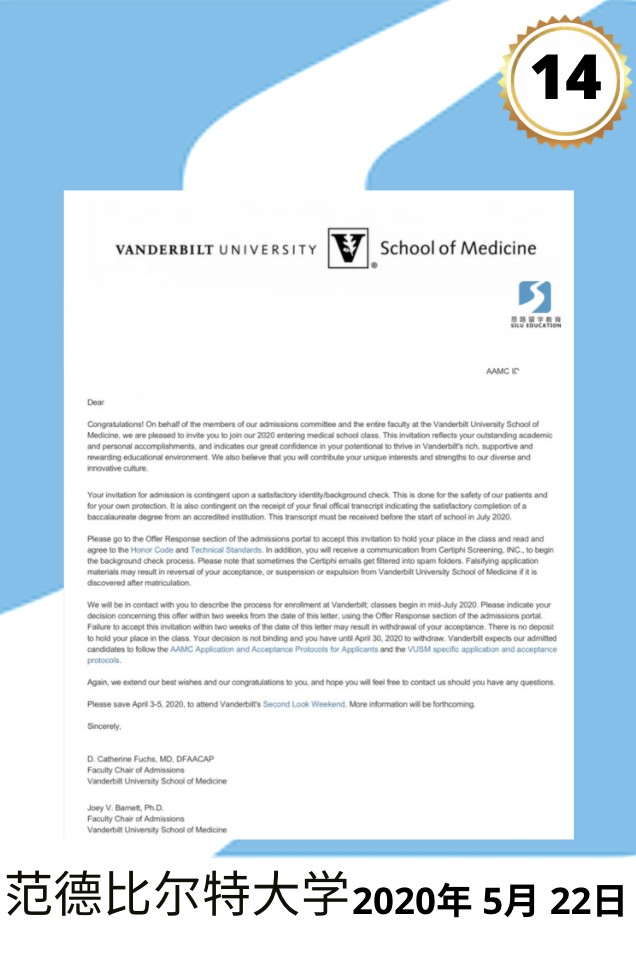 14
VANDERBILT UNIVERSITY V® School of Medicine
思路留学教育
SILU EDUCATION
AAMC ID
Dear
Congratulations! On behalf of the members of our admissions committee and the entire faculty at the Vanderbilt University School of
Medicine, we are pleased to invite you to join our 2020 entering medical school class. This invitation reflects your outstanding academic
and personal accomplishments, and indicates our great confidence in your potentional to thrive in Vanderbilt's rich, supportive and
rewarding educational environment. We also believe that you will contribute your unique interests and strengths to our diverse and
innovative culture.
Your invitation for admission is contingent upon a satisfactory identity/background check. This is done for the safety of our patients and
for your own protection. It is also contingent on the receipt of your final offical transcript indicating the satisfactory completion of a
baccalaureate degree from an accredited institution. This transcript must be received before the start of school in July 2020.
Please go to the Offer Response section of the admissions portal to accept this invitation to hold your place in the class and read and
agree to the Honor Code and Technical Standards. In addition, you will receive a communication from Certiphi Screening, INC., to begin
the background check process. Please note that sometimes the Certiphi emails get filtered into spam folders. Falsifying application
materials may result in reversal of your acceptance, or suspension or expulsion from Vanderbilt University School of Medicine if it is
discovered after matriculation.
We will be in contact with you to describe the process for enrollment at Vanderbilt; classes begin in mid-July 2020. Please indicate your
decision concerning this offer within two weeks from the date of this letter, using the Offer Response section of the admissions portal.
Failure to accept this invitation within two weeks of the date of this letter may result in withdrawal of your acceptance. There is no deposit
to hold your place in the class. Your decision is not binding and you have until April 30, 2020 to withdraw. Vanderbilt expects our admitted
candidates to follow the AAMC Application and Acceptance Protocols for Applicants and the VUSM specific application and acceptance
protocols.
Again, we extend our best wishes and our congratulations to you, and hope you will feel free to contact us should you have any questions.
Please save April 3-5, 2020, to attend Vanderbilt's Second Look Weekend. More information will be forthcoming.
Sincerely,
D. Catherine Fuchs, MD, DFAACAP
Faculty Chair of Admissions
Vanderbilt University School of Medicine
Joey V. Barnett, Ph.D.
Faculty Chair of Admissions
Vanderbilt University School of Medicine
范德比尔特大学2020年 5月 22日